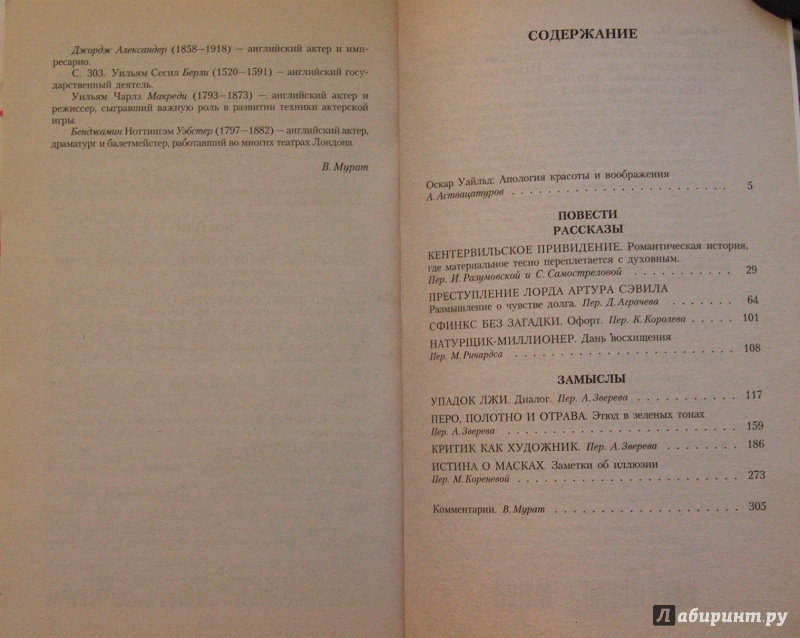 Джордж Александер (1858—1918) — английский актер и имп-
ресарио.
С. 303. Уильям Сесил Берли (1520—1591) — английский госу-
дарственный деятель.
Уильям Чарлз Макреди (1793—1873) — английский актер и
режиссер, сыгравший важную роль в развитии техники актерской
игры.
Бенджамин Ноттингэм Уэбстер (1797—1882) — английский актер,
драматург и балетмейстер, работавший во многих театрах Лондона.
В. Мурат
СОДЕРЖАНИЕ
Оскар Уайльд: Апология красоты и воображения
А. Аствацатуров . . . . . . . . . . . . . . . . . . . . . . . 5
ПОВЕСТИ
РАССКАЗЫ
КЕНТЕРВИЛЬСКОЕ ПРИВИДЕНИЕ. Романтическая история,
где материальное тесно переплетается с духовным.
Пер. И. Разумовской и С. Самостреловой . . . . . . . . . . 29
ПРЕСТУПЛЕНИЕ ЛОРДА АРТУРА СЭВИЛА
Размышление о чувстве долга. Пер. Д. Аграчева . . . . . . . 64
СФИНКС БЕЗ ЗАГАДКИ. Офорт. Пер. К. Королева . . . . . 101
НАТУРЩИК-МИЛЛИОНЕР. Дань восхищения
Пер. М. Ричардса . . . . . . . . . . . . . . . . . . . . . . 108
ЗАМЫСЛЫ
УПАДОК ЛЖИ. Диалог. Пер. А. Зверева . . . . . . . . . . 117
ПЕРО, ПОЛОТНО И ОТРАВА. Этюд в зеленых тонах
Пер. А. Зверева . . . . . . . . . . . . . . . . . . . . . . . 159
КРИТИК КАК ХУДОЖНИК. Пер. А. Зверева . . . . . . . . 186
ИСТИНА О МАСКАХ. Заметки об иллюзии
Пер. М. Кореневой . . . . . . . . . . . . . . . . . . . . . 273
Комментарии. В. Мурат . . . . . . . . . . . . . . . . . . . 305
Лабиринт.ру